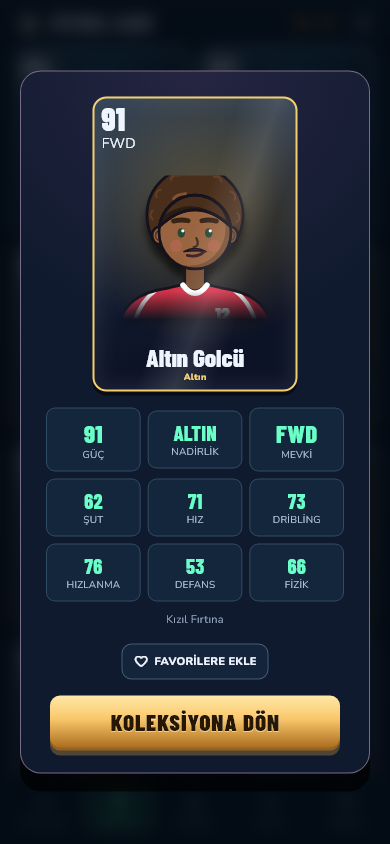 91
FWD
Altın Golcü
Altın
91
GÜÇ
ALTIN
NADİRLİK
FWD
MEVKİ
62
ŞUT
71
HIZ
73
DRİBLİNG
76
HIZLANMA
53
DEFANS
66
FİZİK
Kızıl Fırtına
FAVORİLERE EKLE
KOLEKSİYONA DÖN